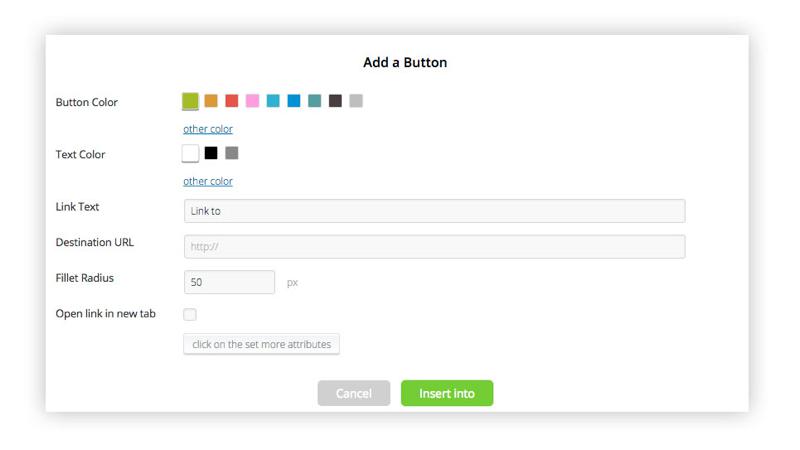 Add a Button
Button Color
other color
Text Color
other color
Link Text
Link to
Destination URL
http://
Fillet Radius
50
px
Open link in new tab
click on the set more attributes
Cancel
Insert into